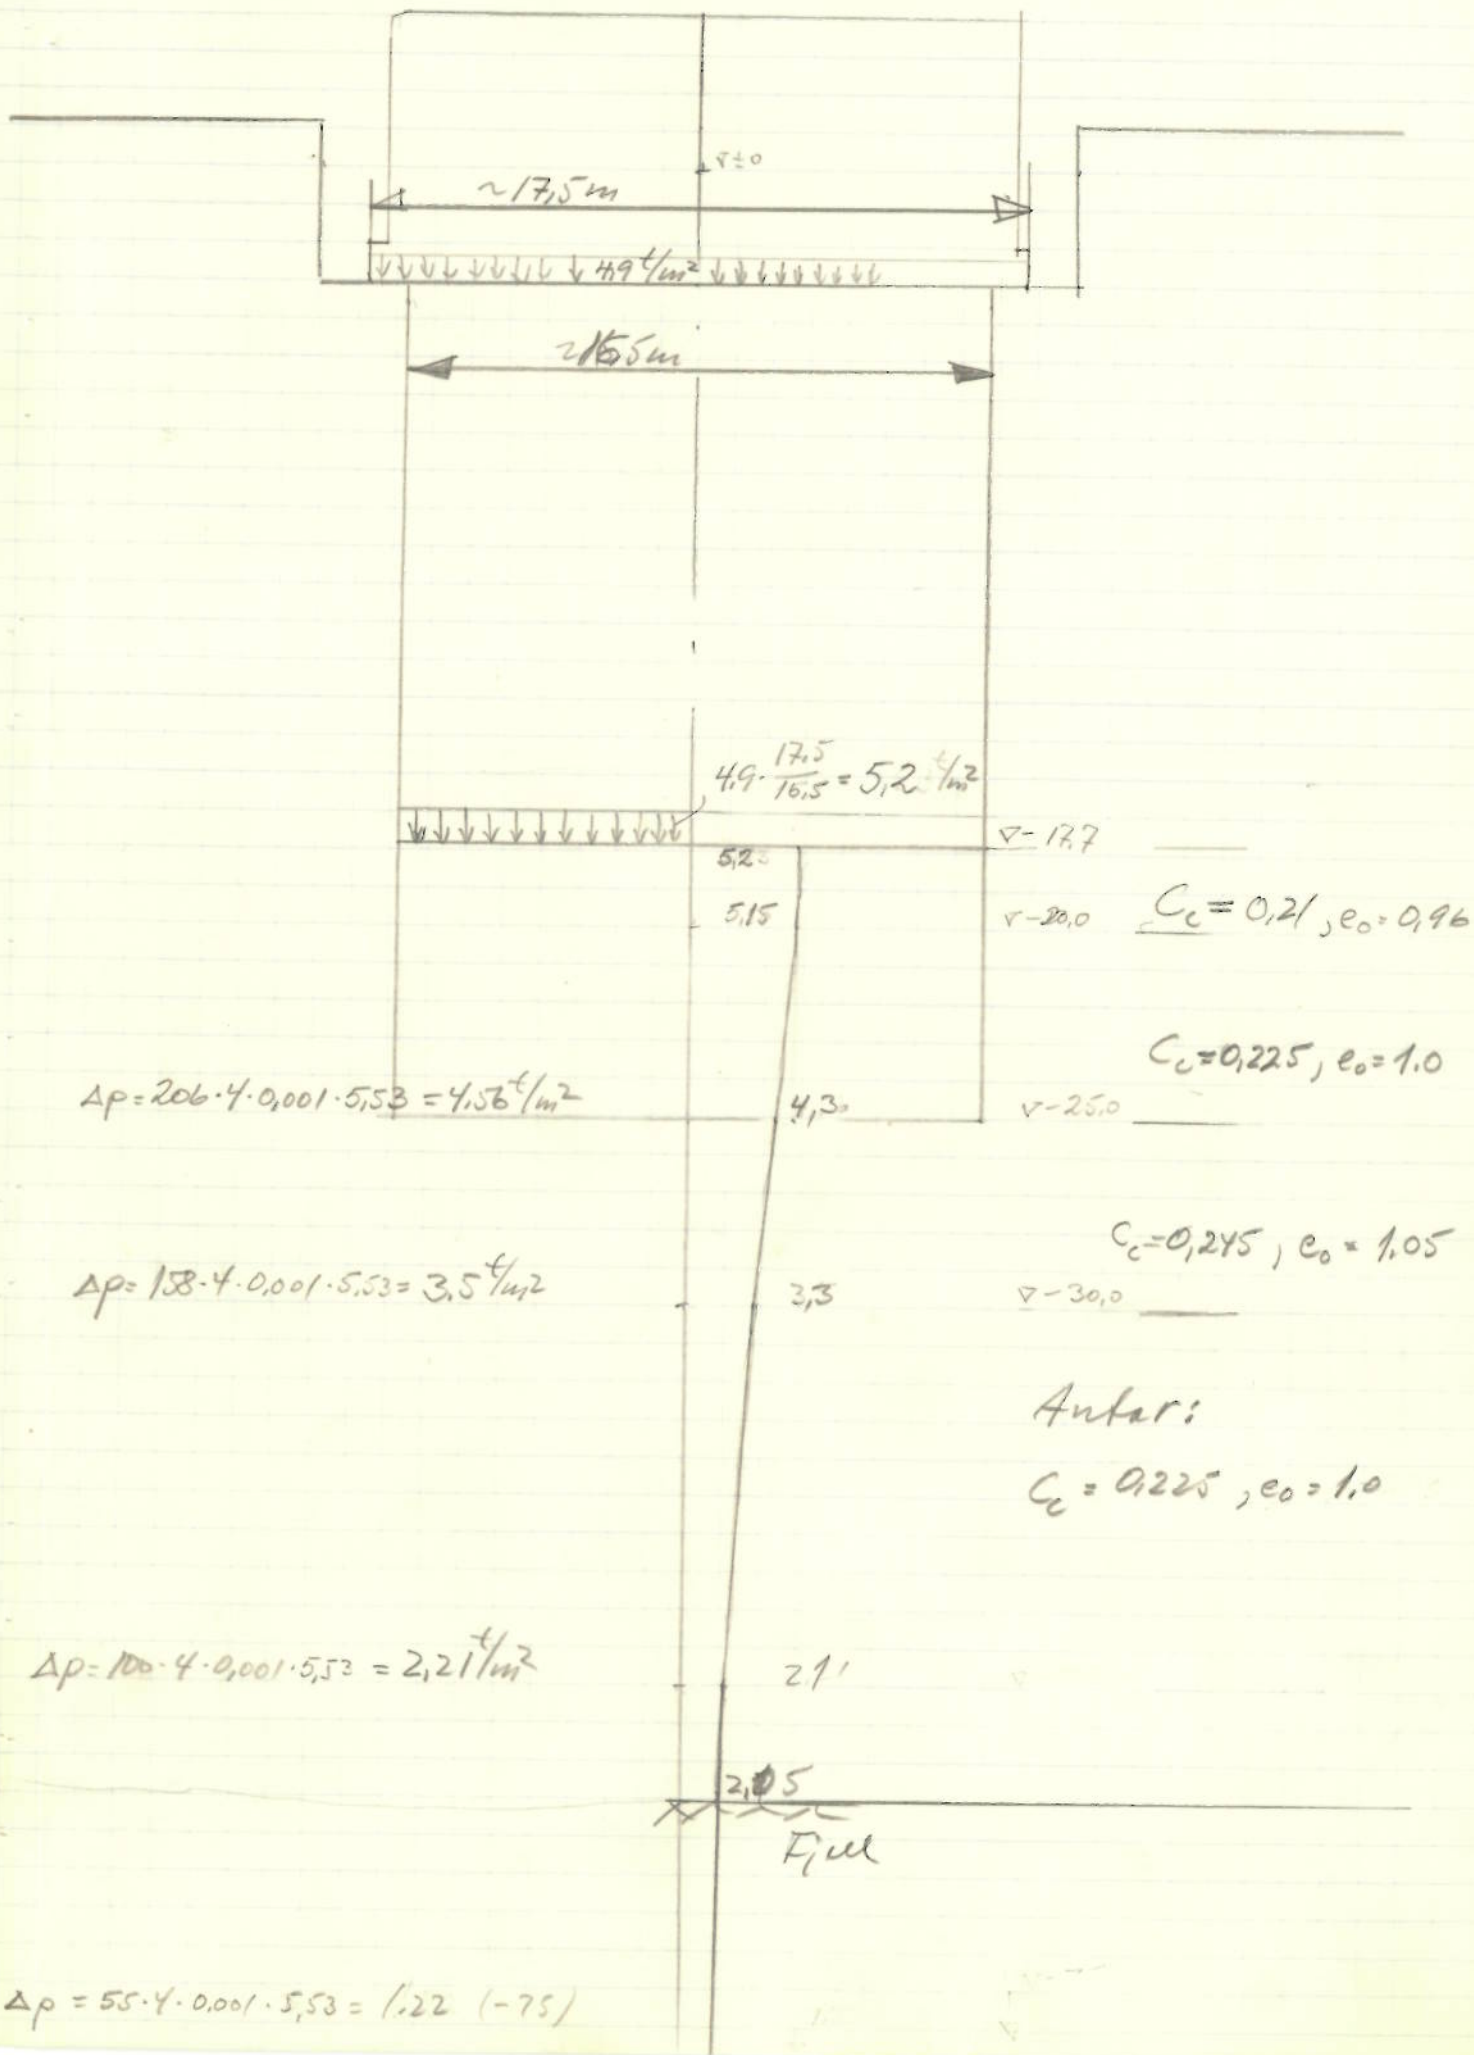 ∇±0
~17,5m
4,9 t/m²
~16,5m
4,9·17,5/16,5 = 5,2 t/m²
∇-17,7
5,2
5,15
∇-20,0
Cc = 0,21, e₀=0,96
Cc=0,225, e₀=1.0
Δp=206·4·0,001·5,53 = 4,56 t/m²
4,3
∇-25,0
Cc=0,245, e₀=1.05
Δp=158·4·0,001·5,53=3.5 t/m²
3,3
∇-30,0
Antar:
Cc = 0,225, e₀=1.0
Δp=100·4·0,001·5,53 = 2,21 t/m²
2,1
Fjell
Δp = 55·4·0,001·5,53 = 1.22 (-75)